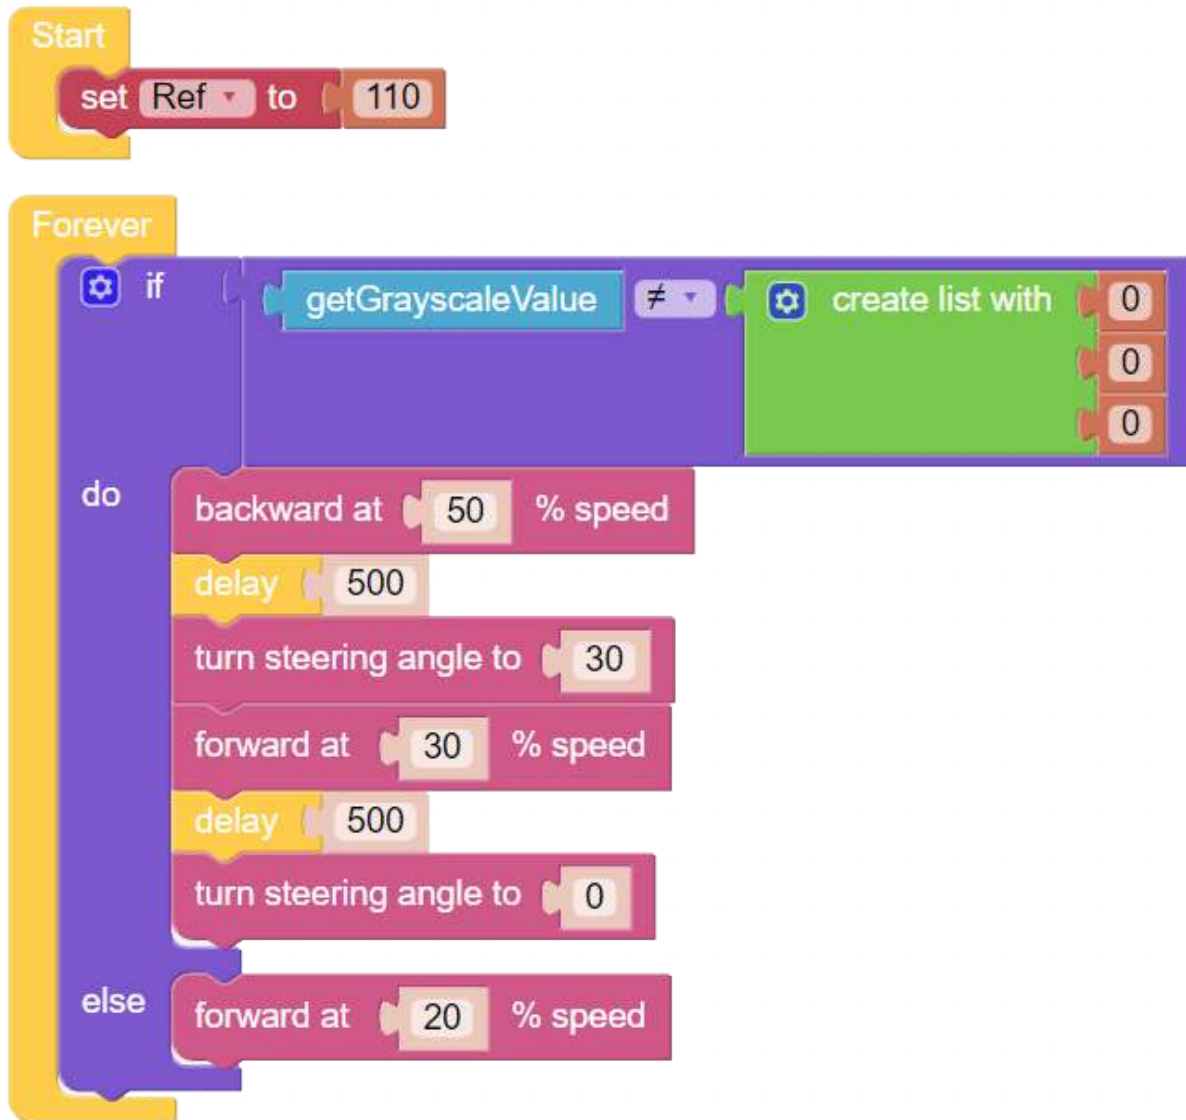 Start
set Ref to 110
Forever
if getGrayscaleValue ≠ create list with 0
0
0
do
backward at 50 % speed
delay 500
turn steering angle to 30
forward at 30 % speed
delay 500
turn steering angle to 0
else
forward at 20 % speed